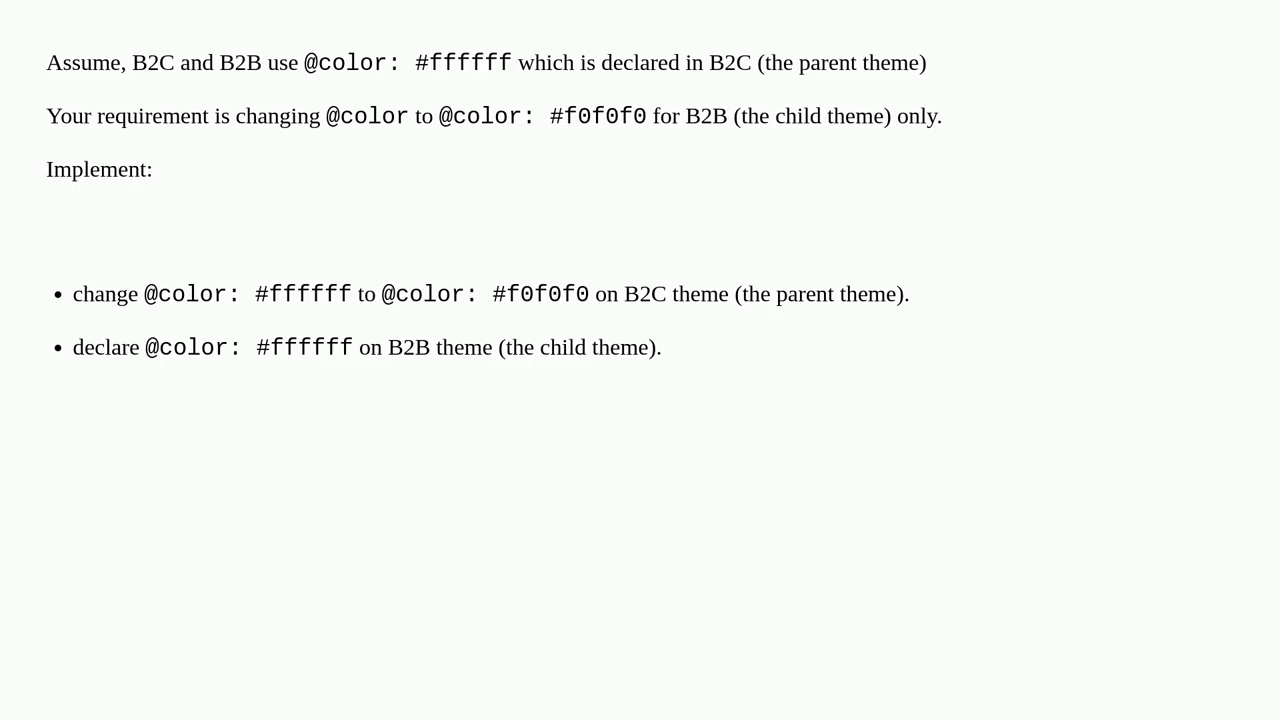 Assume, B2C and B2B use @color: #ffffff which is declared in B2C (the parent theme)
Your requirement is changing @color to @color: #f0f0f0 for B2B (the child theme) only.
Implement:
• change @color: #ffffff to @color: #f0f0f0 on B2C theme (the parent theme).
• declare @color: #ffffff on B2B theme (the child theme).